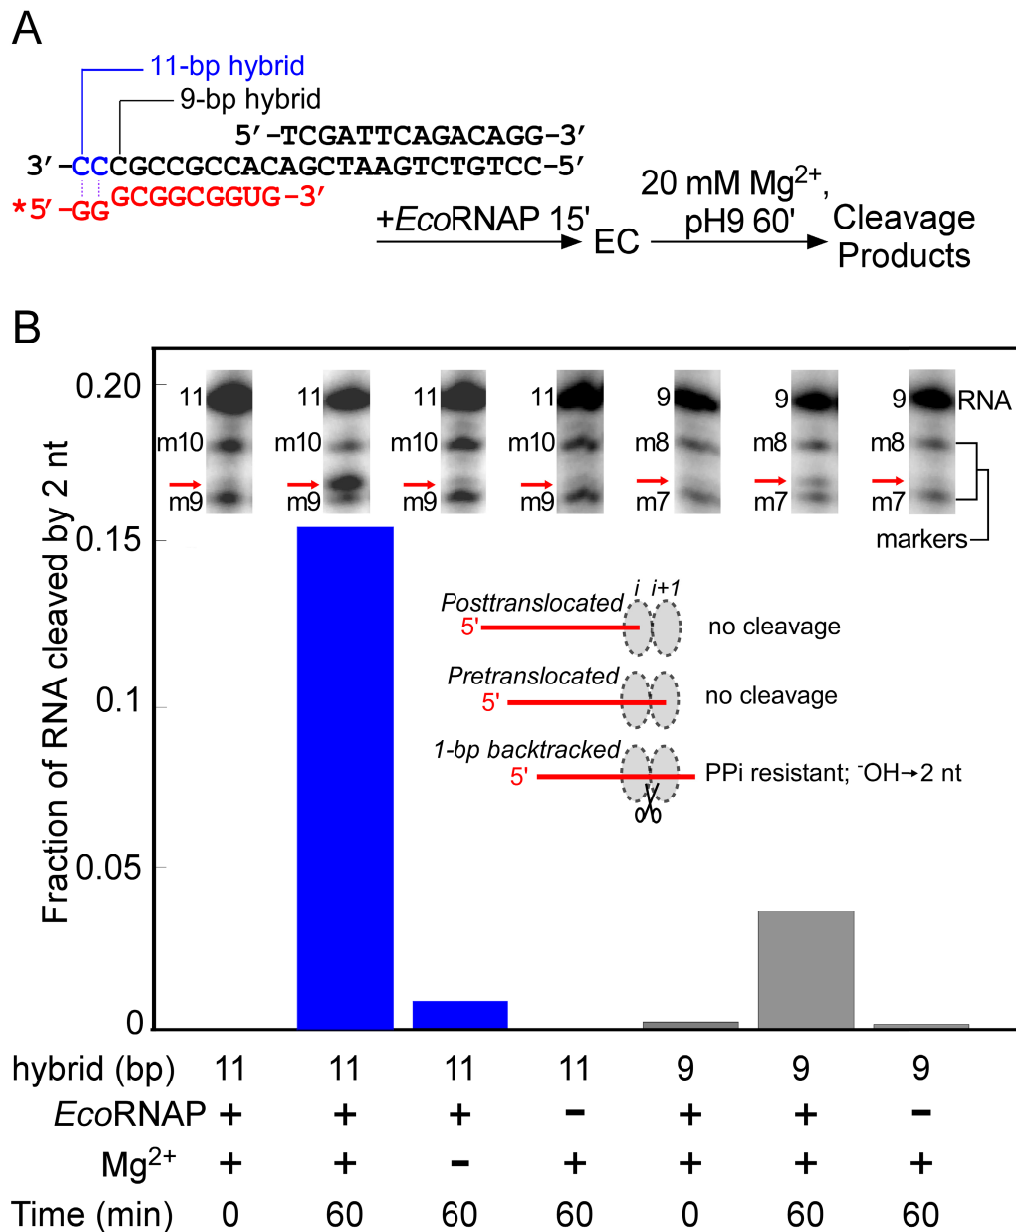 A
11-bp hybrid
9-bp hybrid
5′-TCGATTCAGACAGG-3′
3′-CCCGCCGCCACAGCTAAGTCTGTCC-5′
*5′-GGGCGGCGGUG-3′
+EcoRNAP 15' EC
20 mM Mg2+,
pH9 60'
Cleavage
Products
B
Fraction of RNA cleaved by 2 nt
0.20
0.15
0.1
0.05
0
11 11 11 11 9 9 9 RNA
m10 m10 m10 m10 m8 m8 m8
m9 m9 m9 m9 m7 m7 m7
markers
i i+1
Posttranslocated
5' no cleavage
Pretranslocated
5' no cleavage
1-bp backtracked
5' PPi resistant; -OH→2 nt
hybrid (bp) 11 11 11 11 9 9 9
EcoRNAP + + + - + + -
Mg2+ + + - + + + +
Time (min) 0 60 60 60 0 60 60